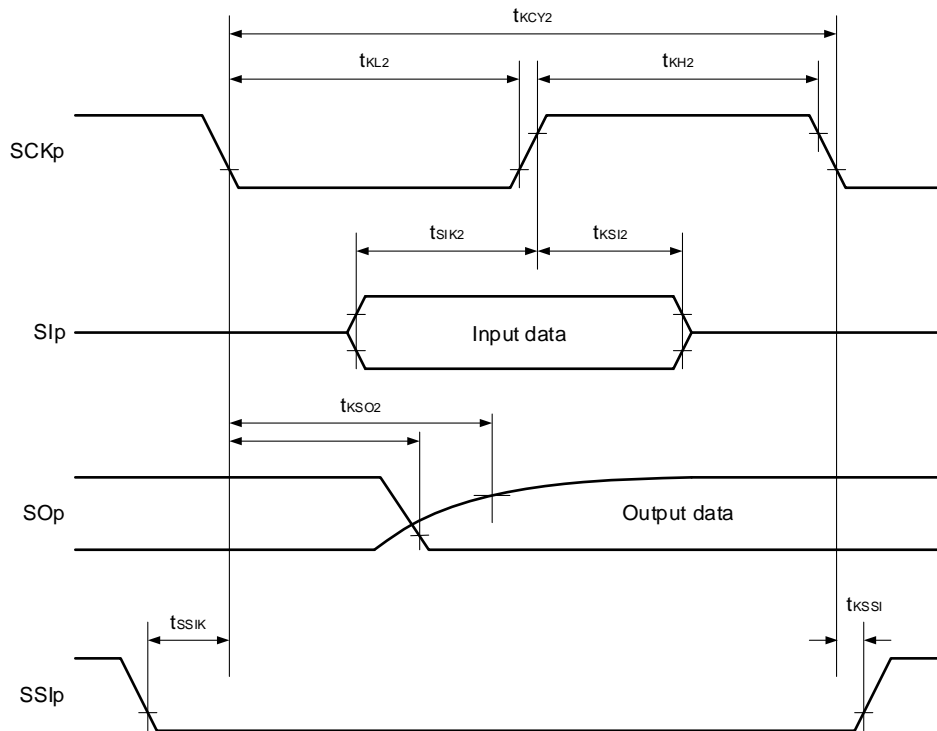 tKCY2
tKL2
tKH2
SCKp
tSIK2
tKSI2
SIp
Input data
tKSO2
SOp
Output data
tSSIK
tKSSI
SSIp